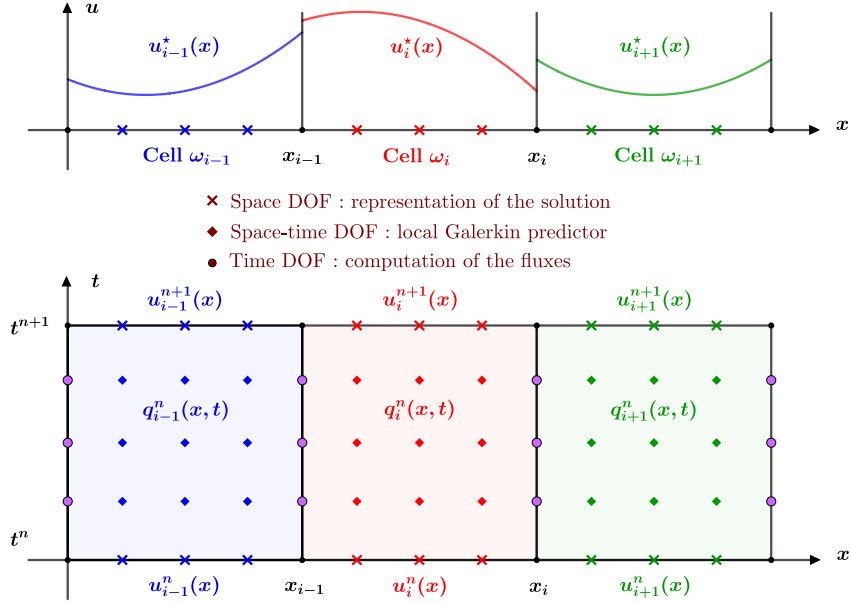 u
u⋆i−1(x) u⋆i(x) u⋆i+1(x)
x
Cell ωi−1 xi−1 Cell ωi xi Cell ωi+1
Space DOF : representation of the solution
Space-time DOF : local Galerkin predictor
Time DOF : computation of the fluxes
t
un+1i−1(x) un+1i(x) un+1i+1(x)
tn+1
qni−1(x, t) qni(x, t) qni+1(x, t)
tn
x
uni−1(x) xi−1 uni(x) xi uni+1(x)